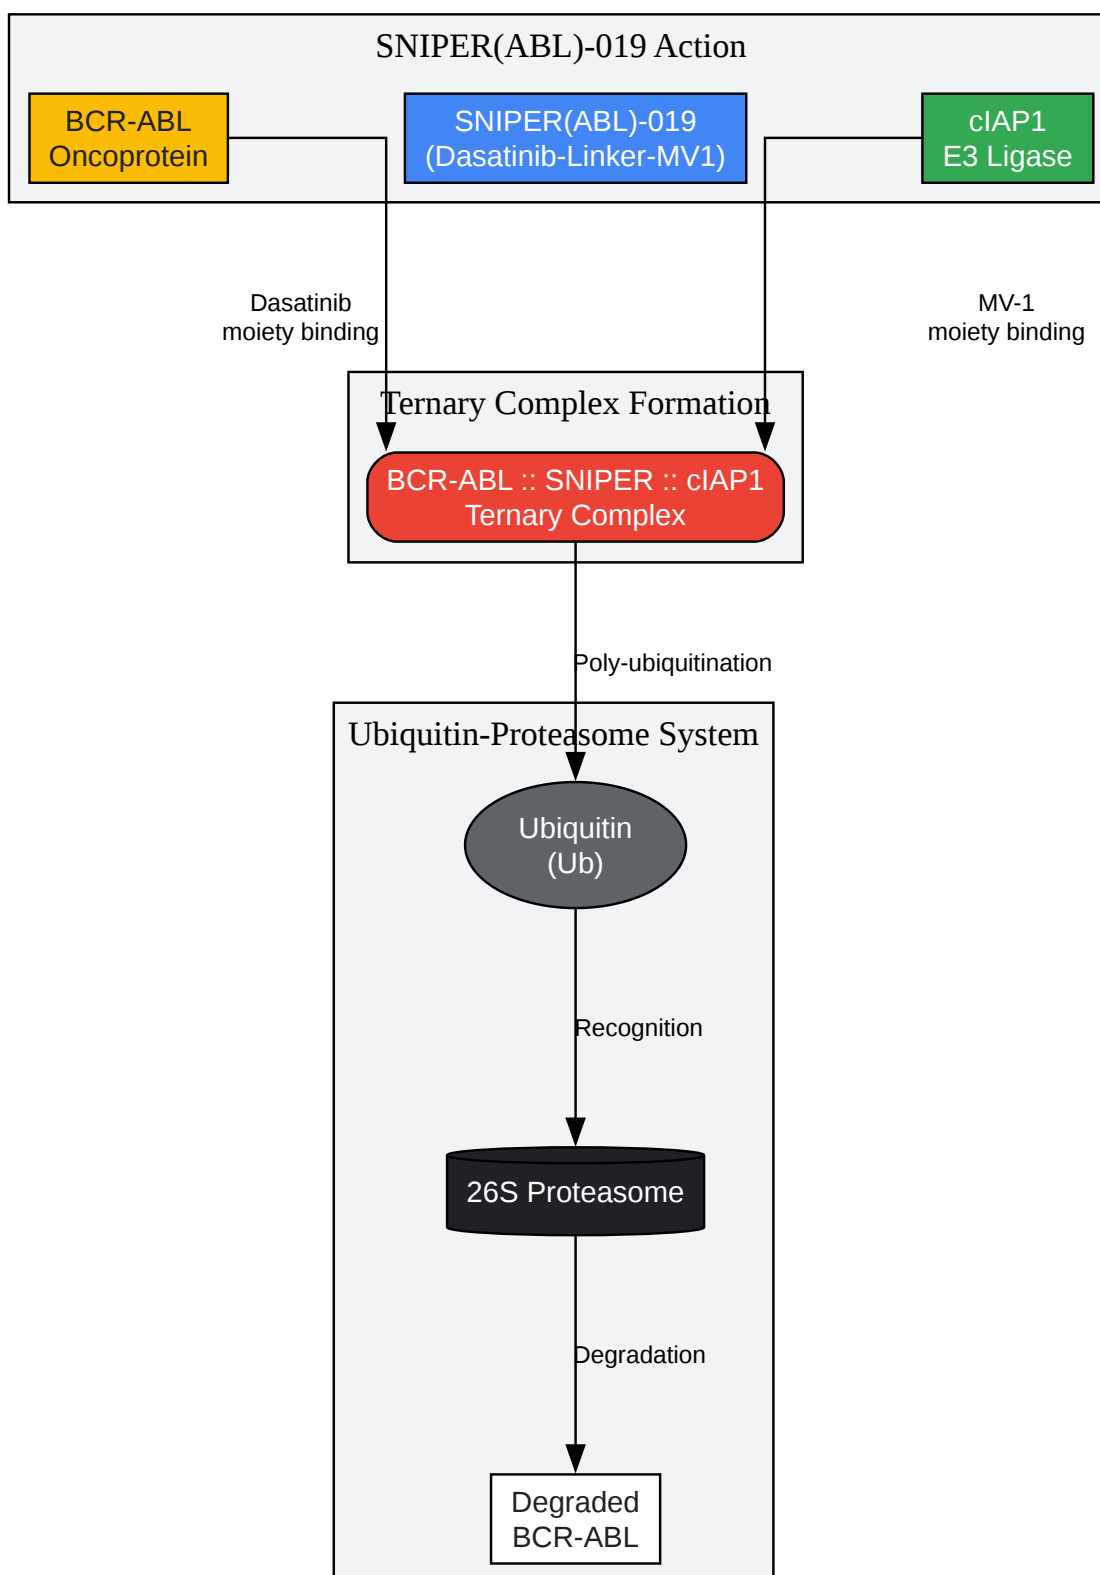 SNIPER(ABL)-019 Action
BCR-ABL
Oncoprotein
SNIPER(ABL)-019
(Dasatinib-Linker-MV1)
cIAP1
E3 Ligase
Dasatinib
moiety binding
MV-1
moiety binding
Ternary Complex Formation
BCR-ABL :: SNIPER :: cIAP1
Ternary Complex
Poly-ubiquitination
Ubiquitin-Proteasome System
Ubiquitin
(Ub)
Recognition
26S Proteasome
Degradation
Degraded
BCR-ABL